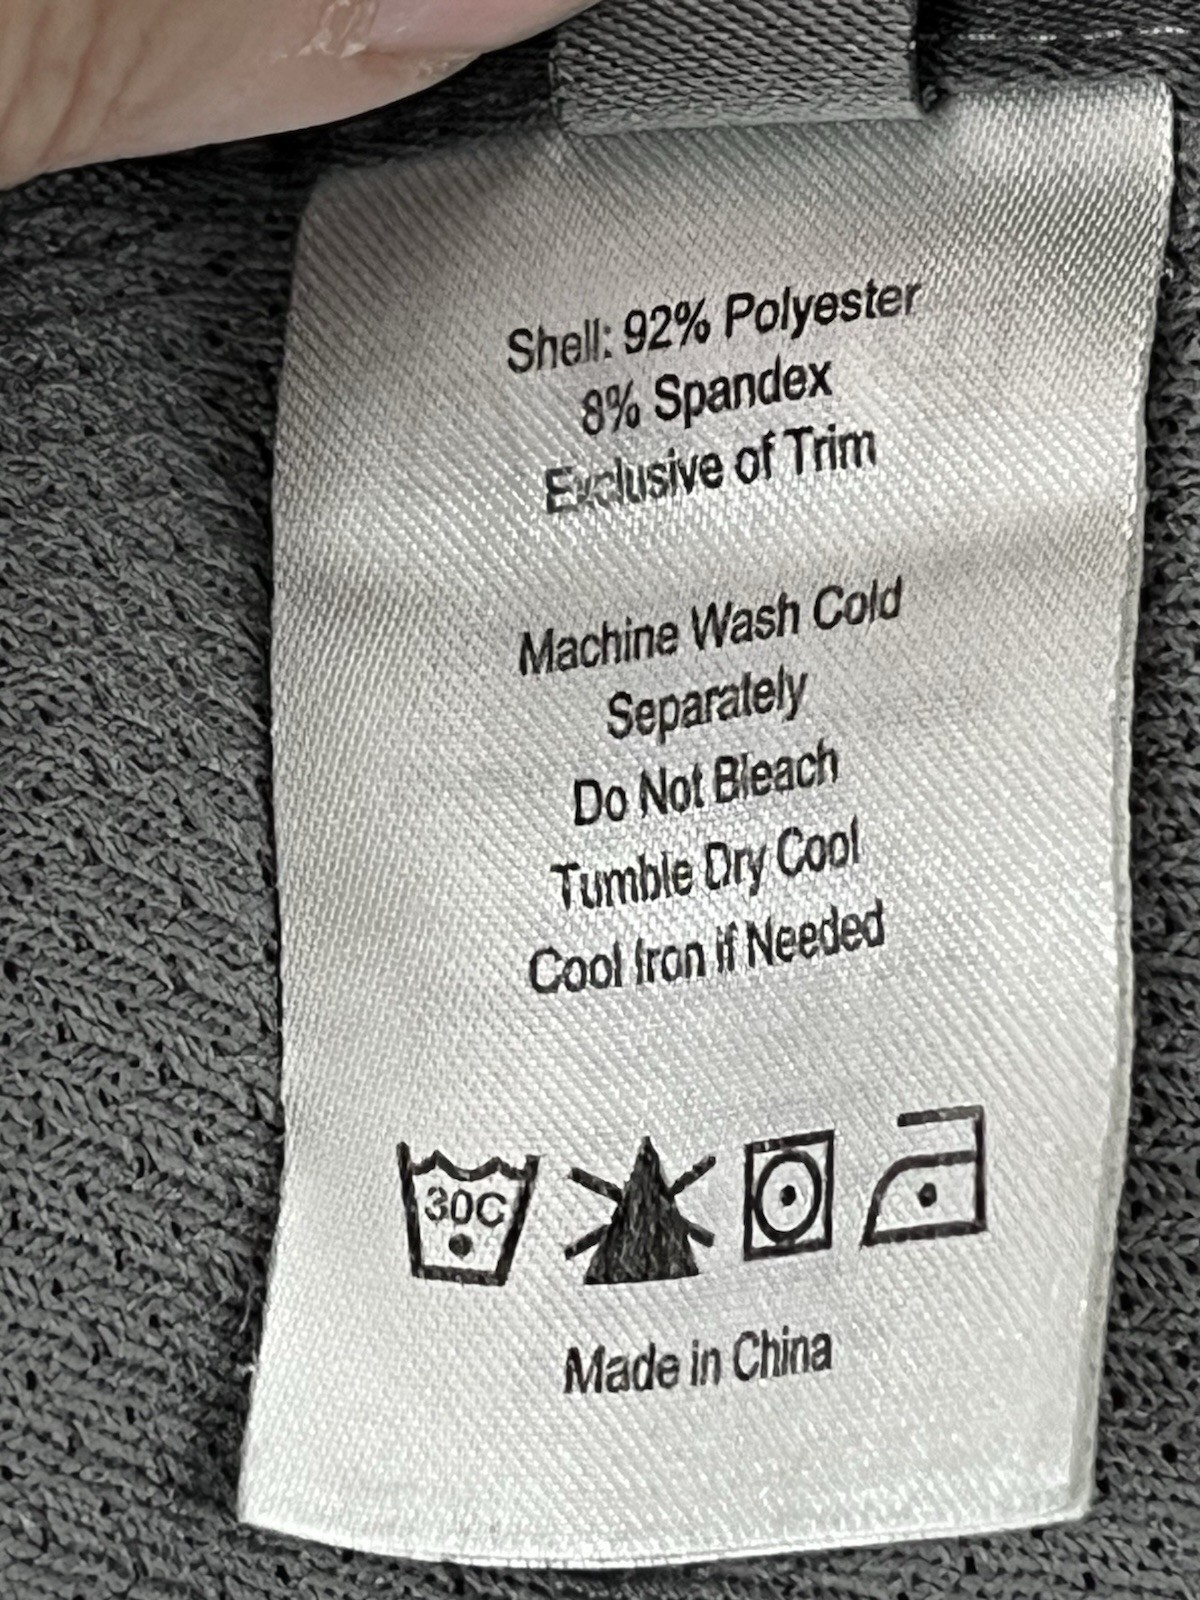 Shell: 92% Polyester
8% Spandex
Exclusive of Trim
Machine Wash Cold
Separately
Do Not Bleach
Tumble Dry Cool
Cool Iron if Needed
30C
Made in China